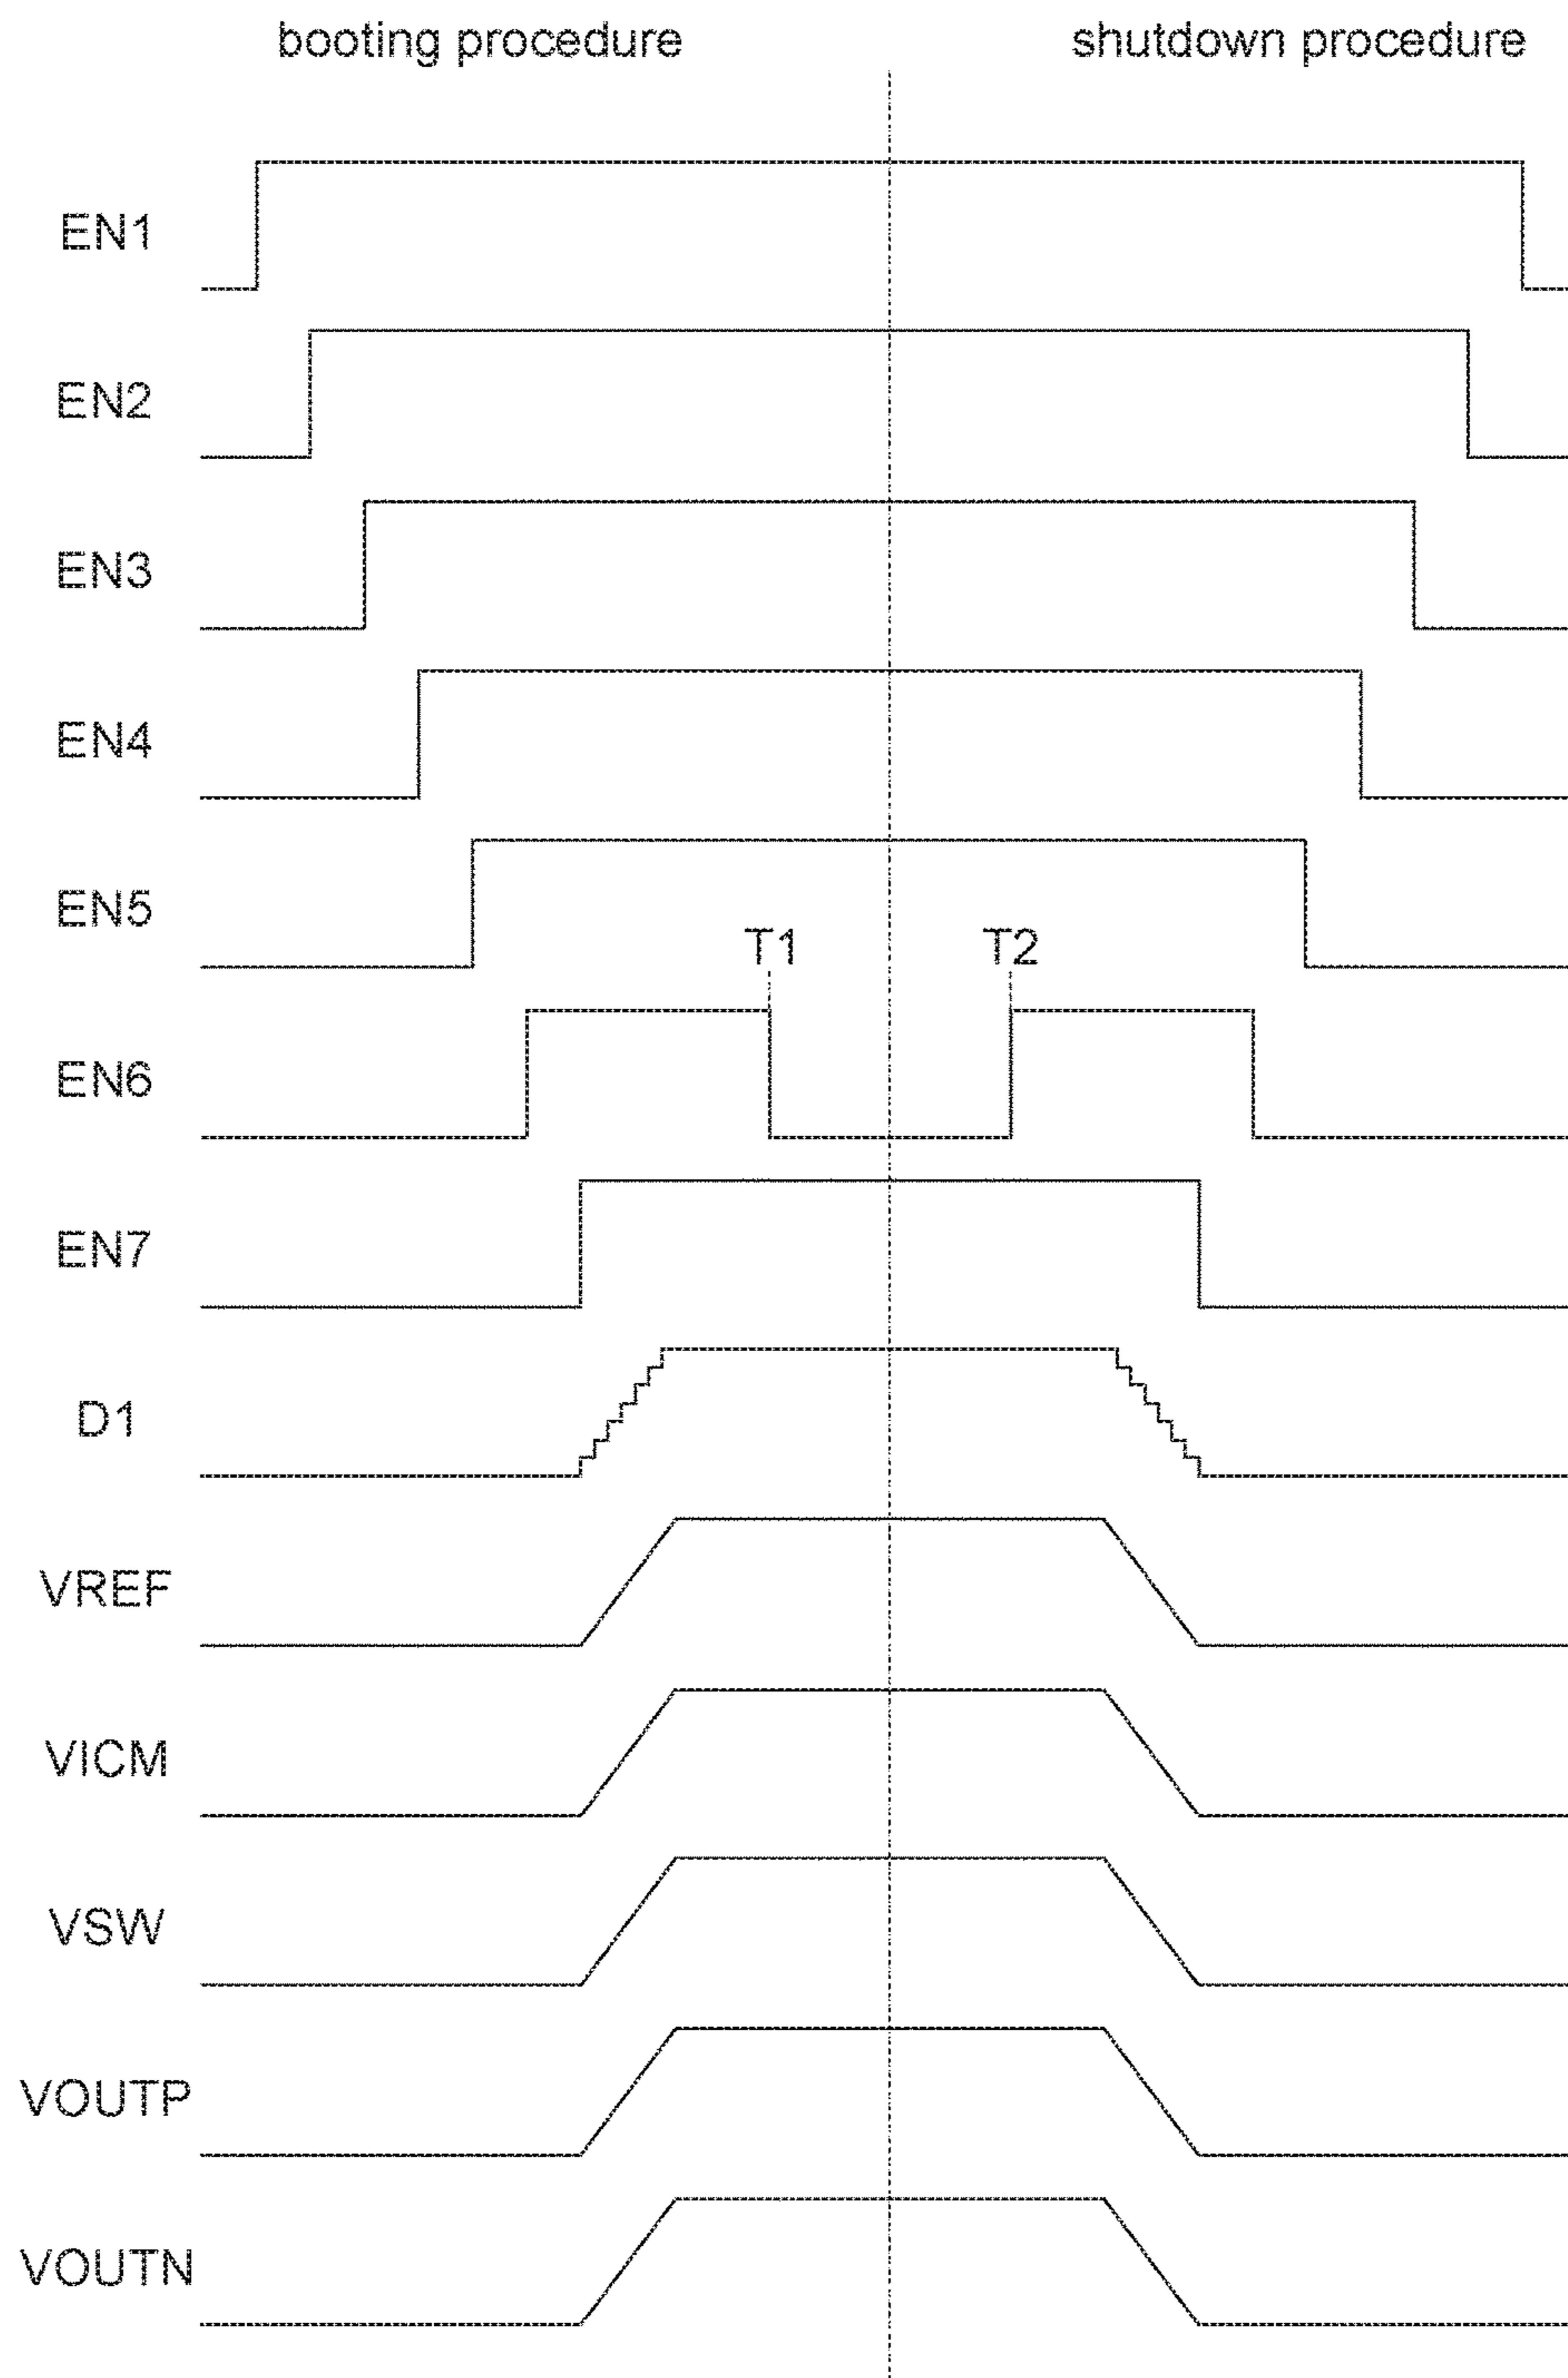 booting procedure shutdown procedure
EN1
EN2
EN3
EN4
EN5
T1 T2
EN6
EN7
D1
VREF
VICM
VSW
VOUTP
VOUTN